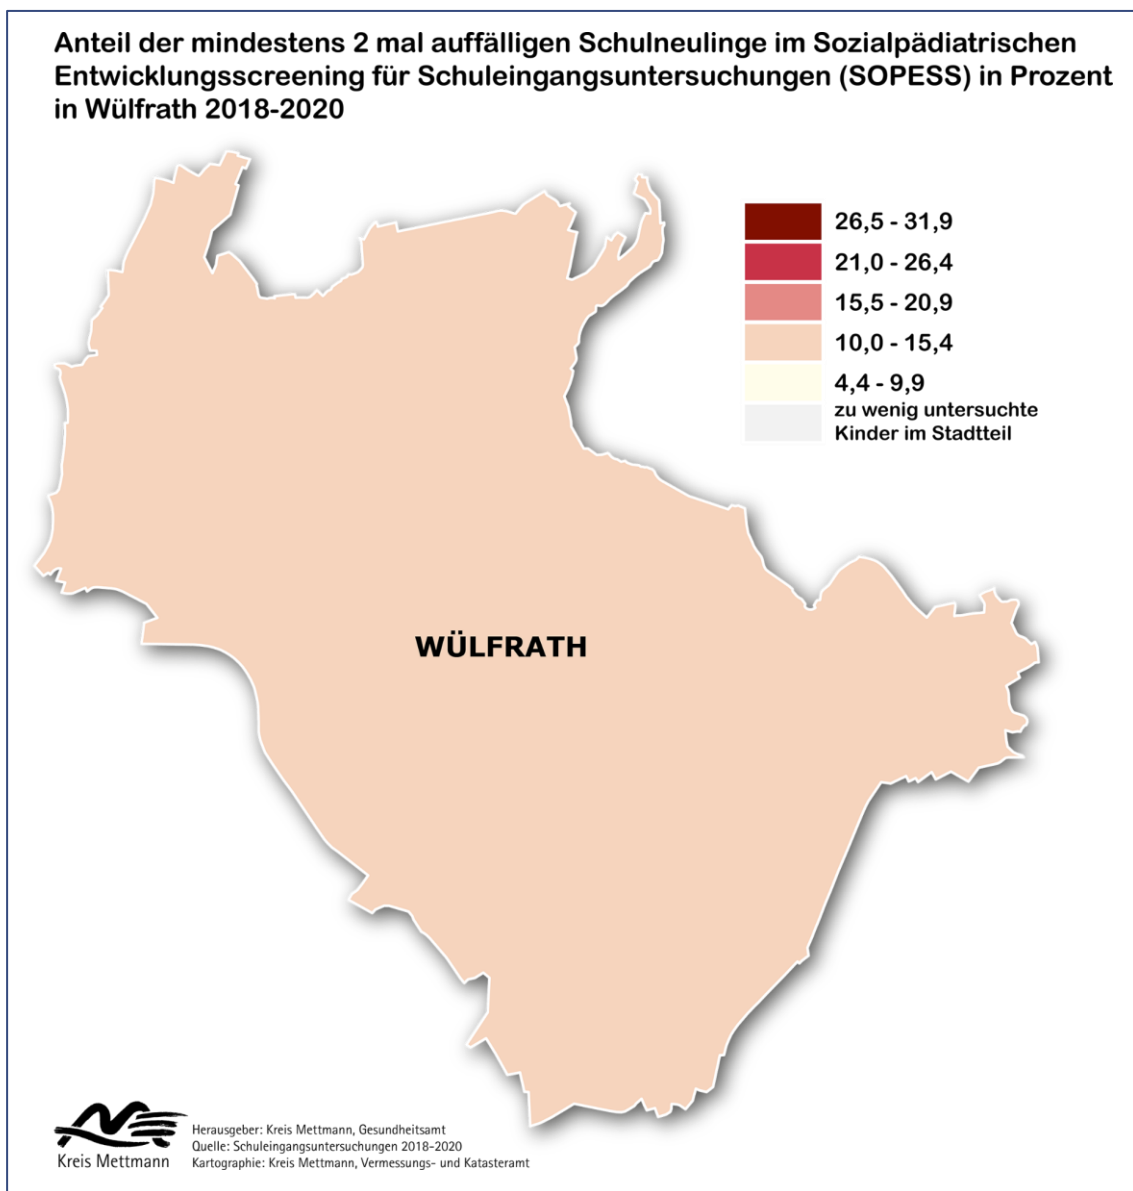 Anteil der mindestens 2 mal auffälligen Schulneulinge im Sozialpädiatrischen
Entwicklungsscreening für Schuleingangsuntersuchungen (SOPESS) in Prozent
in Wülfrath 2018-2020
26,5 - 31,9
21,0 - 26,4
15,5 - 20,9
10,0 - 15,4
4,4 - 9,9
zu wenig untersuchte
Kinder im Stadtteil
WÜLFRATH
Kreis Mettmann
Herausgeber: Kreis Mettmann, Gesundheitsamt
Quelle: Schuleingangsuntersuchungen 2018-2020
Kartographie: Kreis Mettmann, Vermessungs- und Katasteramt